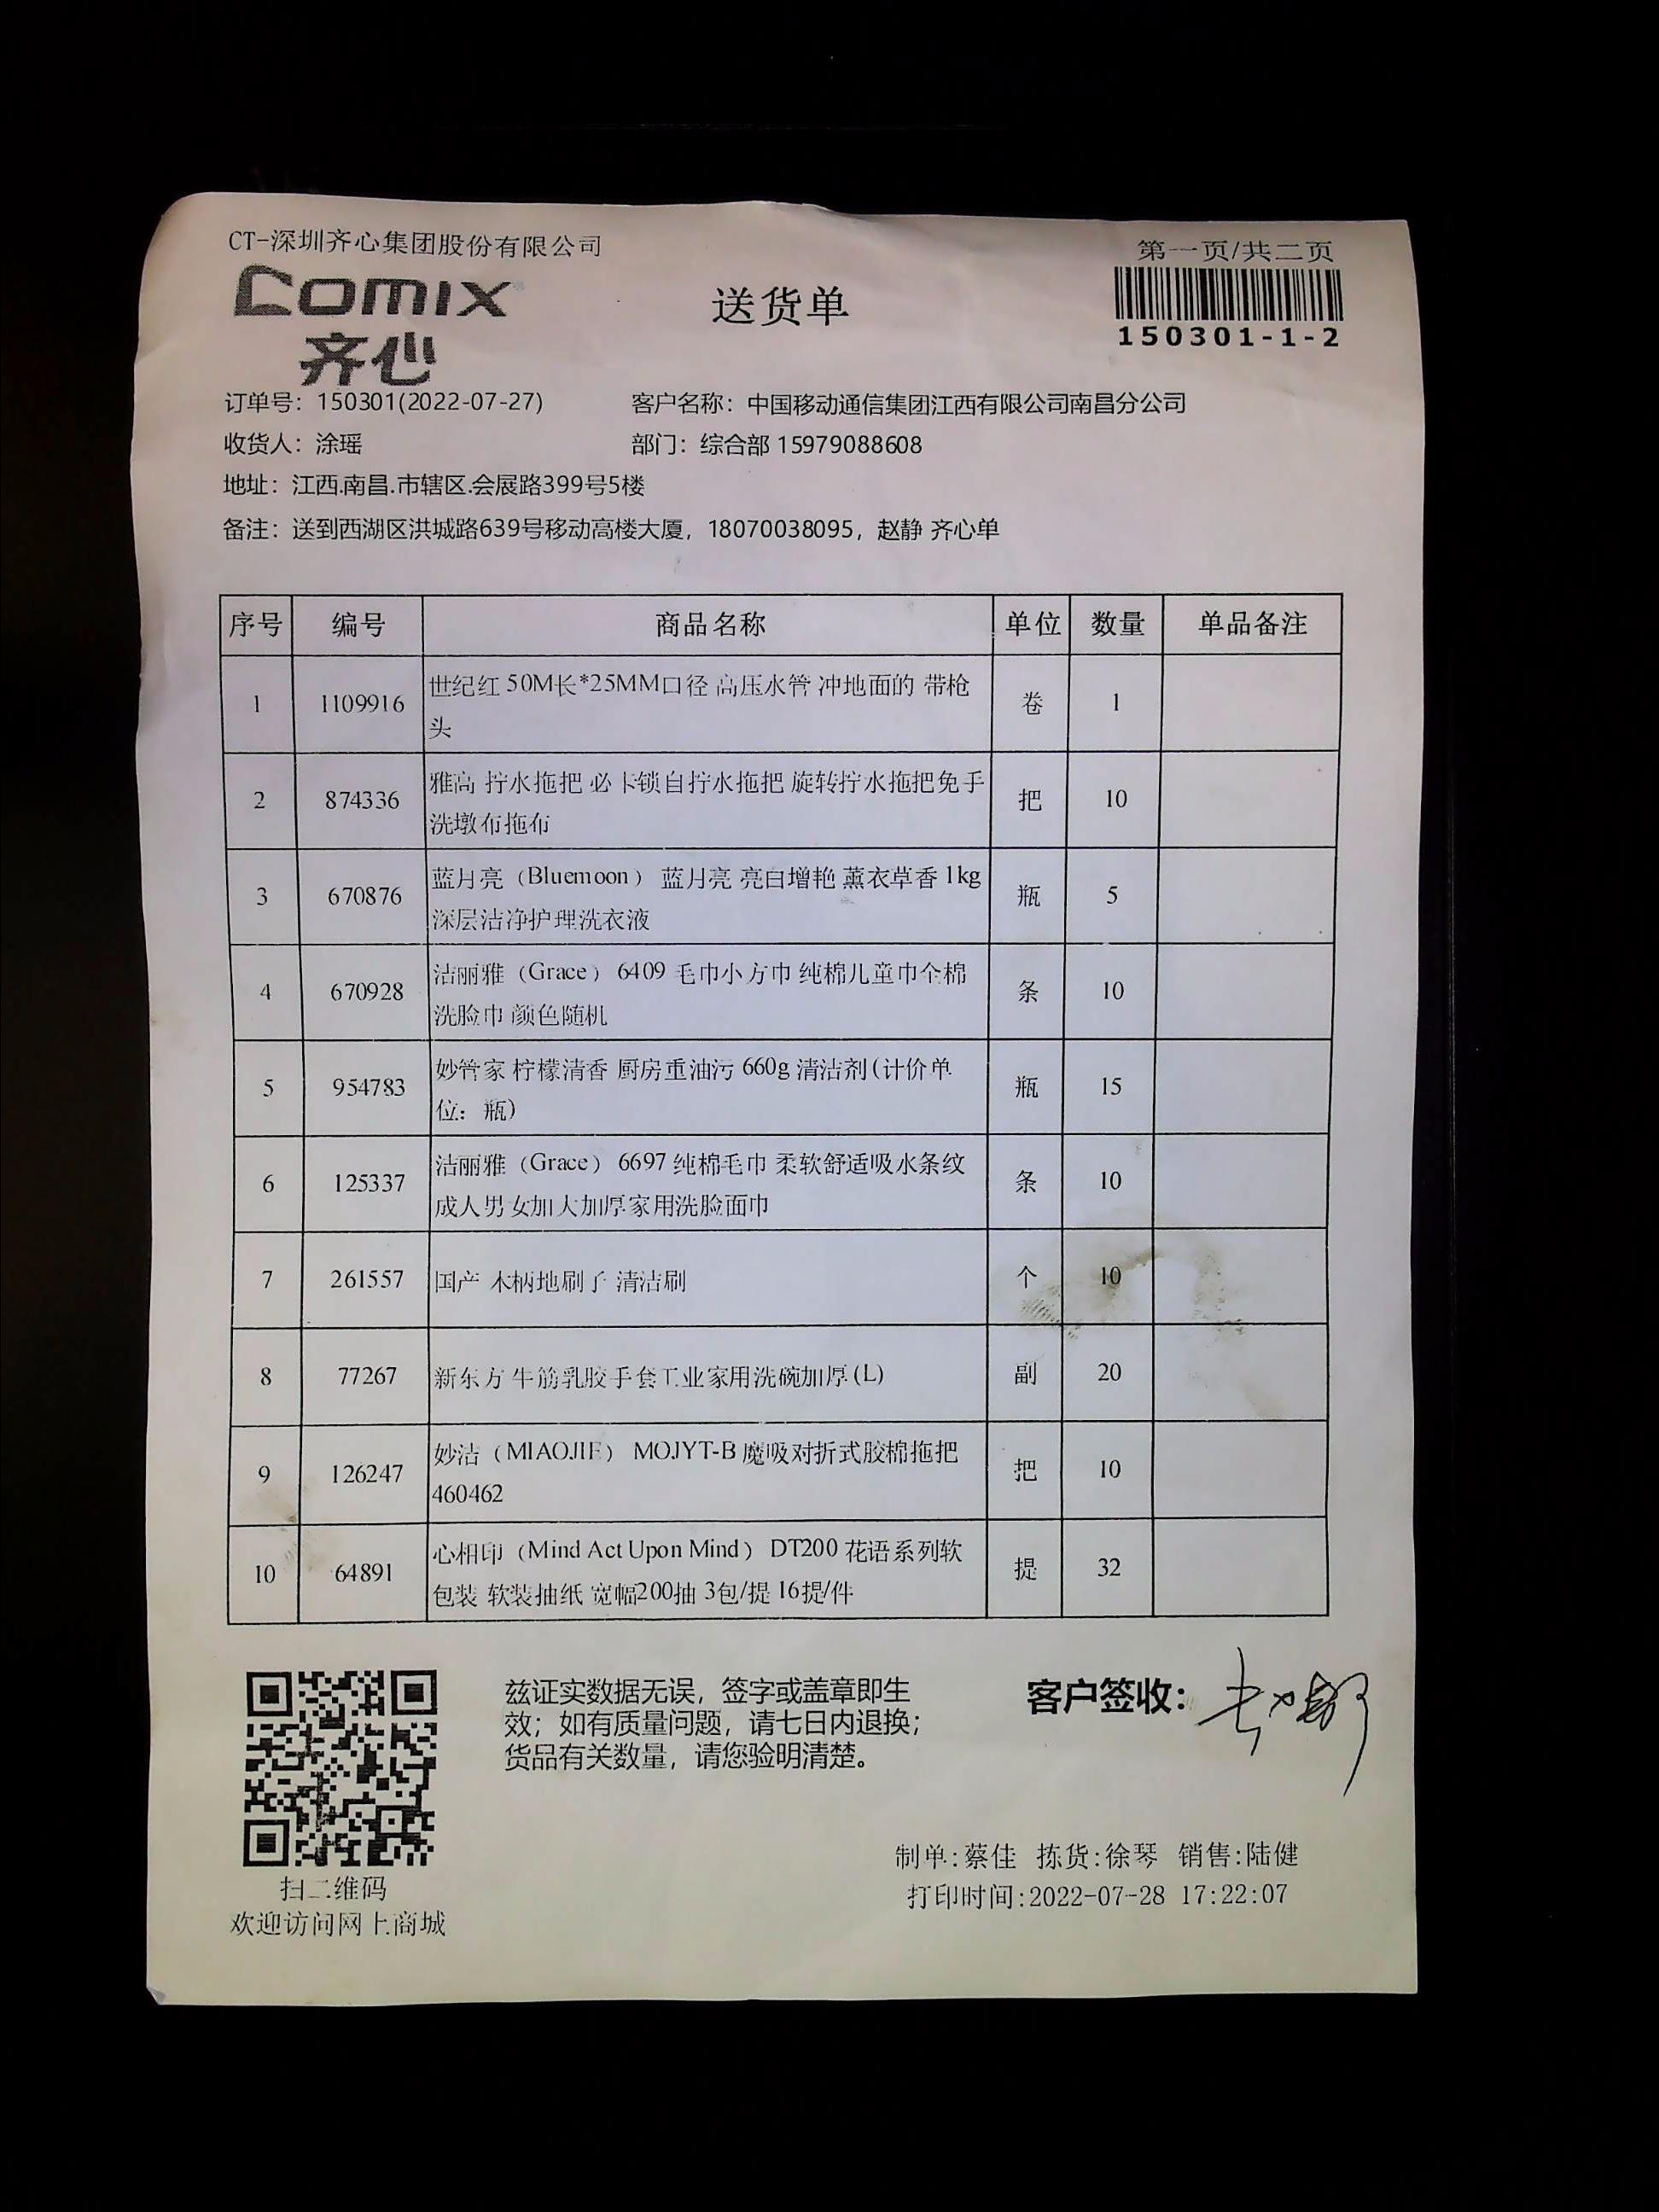 CT-深圳齐心集团股份有限公司
第一页/共二页
comix
齐心
送货单
150301-1-2
订单号：150301(2022-07-27) 客户名称：中国移动通信集团江西有限公司南昌分公司
收货人：涂瑶 部门：综合部 15979088608
地址：江西.南昌.市辖区.会展路399号5楼
备注：送到西湖区洪城路639号移动高楼大厦，18070038095，赵静 齐心单
序号 编号 商品名称 单位 数量 单品备注
1 1109916 世纪红 50M长*25MM口径 高压水管 冲地面的 带枪
头 卷 1
2 874336 雅高 拧水拖把 必卡锁自拧水拖把 旋转拧水拖把免手
洗墩布拖布 把 10
3 670876 蓝月亮（Bluemoon） 蓝月亮 亮白增艳 薰衣草香 1kg
深层洁净护理洗衣液 瓶 5
4 670928 洁丽雅（Grace） 6409 毛巾小方巾 纯棉儿童巾全棉
洗脸巾 颜色随机 条 10
5 954783 妙管家 柠檬清香 厨房重油污 660g 清洁剂(计价单
位：瓶) 瓶 15
6 125337 洁丽雅（Grace） 6697 纯棉毛巾 柔软舒适吸水条纹
成人男女加大加厚家用洗脸面巾 条 10
7 261557 国产 木柄地刷子 清洁刷 个 10
8 77267 新东方 牛筋乳胶手套工业家用洗碗加厚(L) 副 20
9 126247 妙洁（MIAOJIE） MOJYT-B 魔吸对折式胶棉拖把
460462 把 10
10 64891 心相印（Mind Act Upon Mind） DT200 花语系列软
包装 软装抽纸 宽幅200抽 3包/提 16提/件 提 32
兹证实数据无误，签字或盖章即生
效；如有质量问题，请七日内退换；
货品有关数量，请您验明清楚。
客户签收：
扫二维码
欢迎访问网上商城
制单:蔡佳 拣货:徐琴 销售:陆健
打印时间:2022-07-28 17:22:07